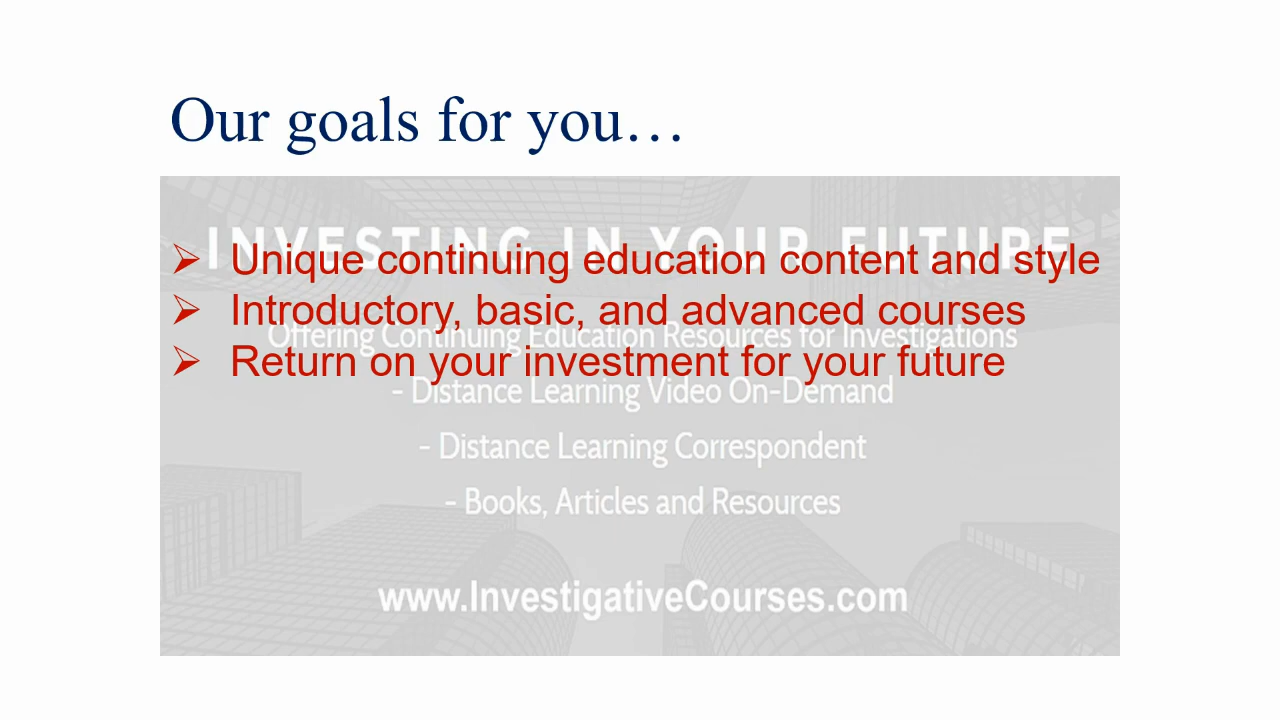 Our goals for you…
INVESTING IN YOUR FUTURE
➢ Unique continuing education content and style
➢ Introductory, basic, and advanced courses
Offering Continuing Education Resources for Investigations
➢ Return on your investment for your future
- Distance Learning Video On-Demand
- Distance Learning Correspondent
- Books, Articles and Resources
www.InvestigativeCourses.com